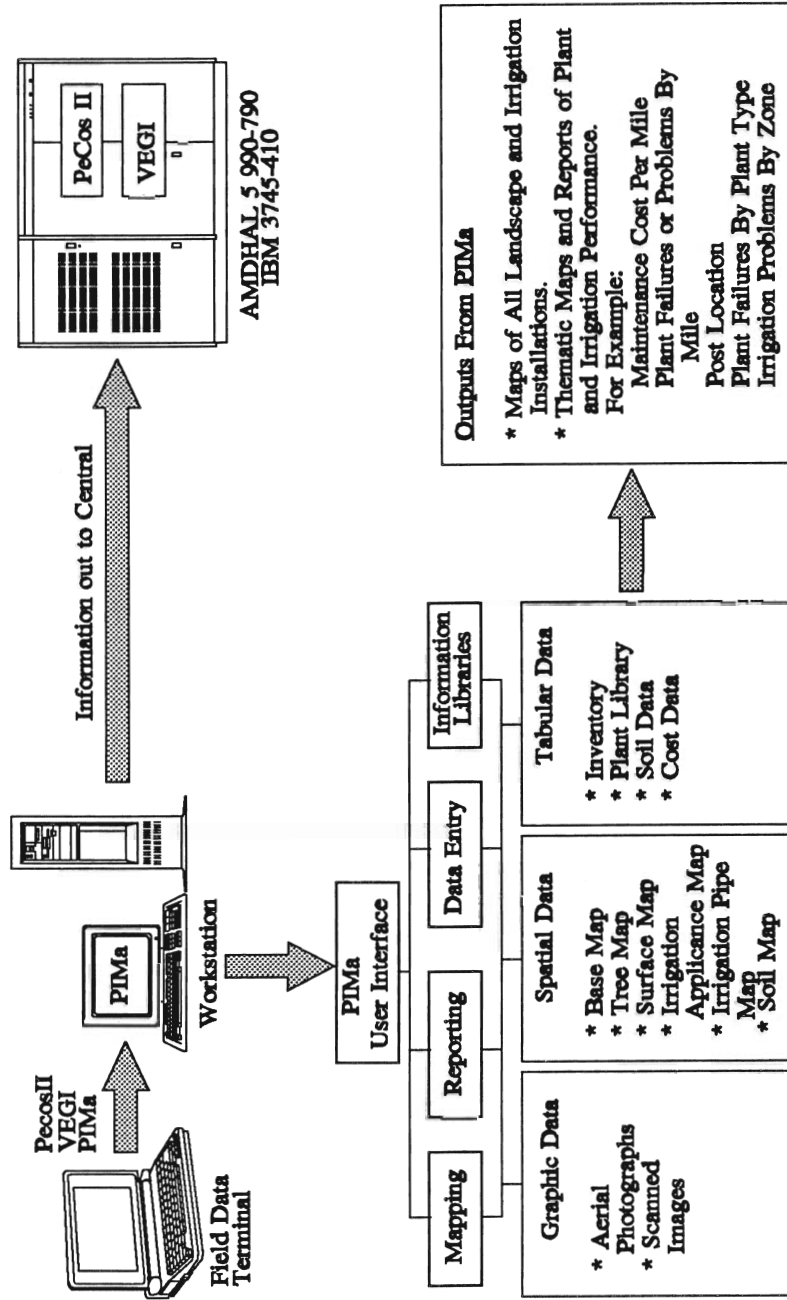 PecosII
VEGI
PIMa
Field Data
Terminal
PIMa
Workstation
Information out to Central
PeCos II
VEGI
AMDHAL 5 990-790
IBM 3745-410
PIMa
User Interface
Mapping
Reporting
Data Entry
Information
Libraries
Graphic Data
* Aerial
Photographs
* Scanned
Images
Spatial Data
* Base Map
* Tree Map
* Surface Map
* Irrigation
Applicance Map
* Irrigation Pipe
Map
* Soil Map
Tabular Data
* Inventory
* Plant Library
* Soil Data
* Cost Data
Outputs From PIMa
* Maps of All Landscape and Irrigation
Installations.
* Thematic Maps and Reports of Plant
and Irrigation Performance.
For Example:
Maintenance Cost Per Mile
Plant Failures or Problems By
Mile
Post Location
Plant Failures By Plant Type
Irrigation Problems By Zone